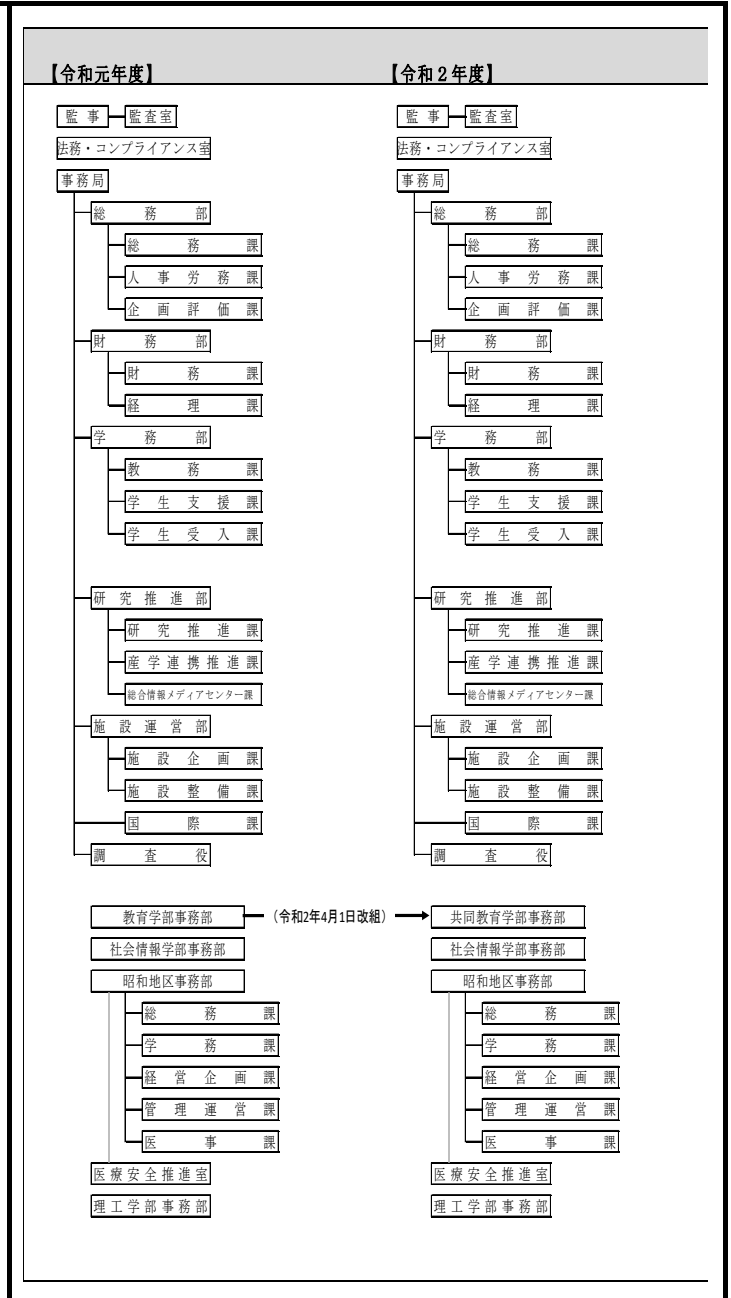 【令和元年度】 【令和２年度】
監事 監査室 監事 監査室
法務・コンプライアンス室 法務・コンプライアンス室
事務局 事務局
総務部 総務部
総務課 総務課
人事労務課 人事労務課
企画評価課 企画評価課
財務部 財務部
財務課 財務課
経理課 経理課
学務部 学務部
教務課 教務課
学生支援課 学生支援課
学生受入課 学生受入課
研究推進部 研究推進部
研究推進課 研究推進課
産学連携推進課 産学連携推進課
総合情報メディアセンター課 総合情報メディアセンター課
施設運営部 施設運営部
施設企画課 施設企画課
施設整備課 施設整備課
国際課 国際課
調査役 調査役
教育学部事務部 （令和2年4月1日改組） 共同教育学部事務部
社会情報学部事務部 社会情報学部事務部
昭和地区事務部 昭和地区事務部
総務課 総務課
学務課 学務課
経営企画課 経営企画課
管理運営課 管理運営課
医事課 医事課
医療安全推進室 医療安全推進室
理工学部事務部 理工学部事務部